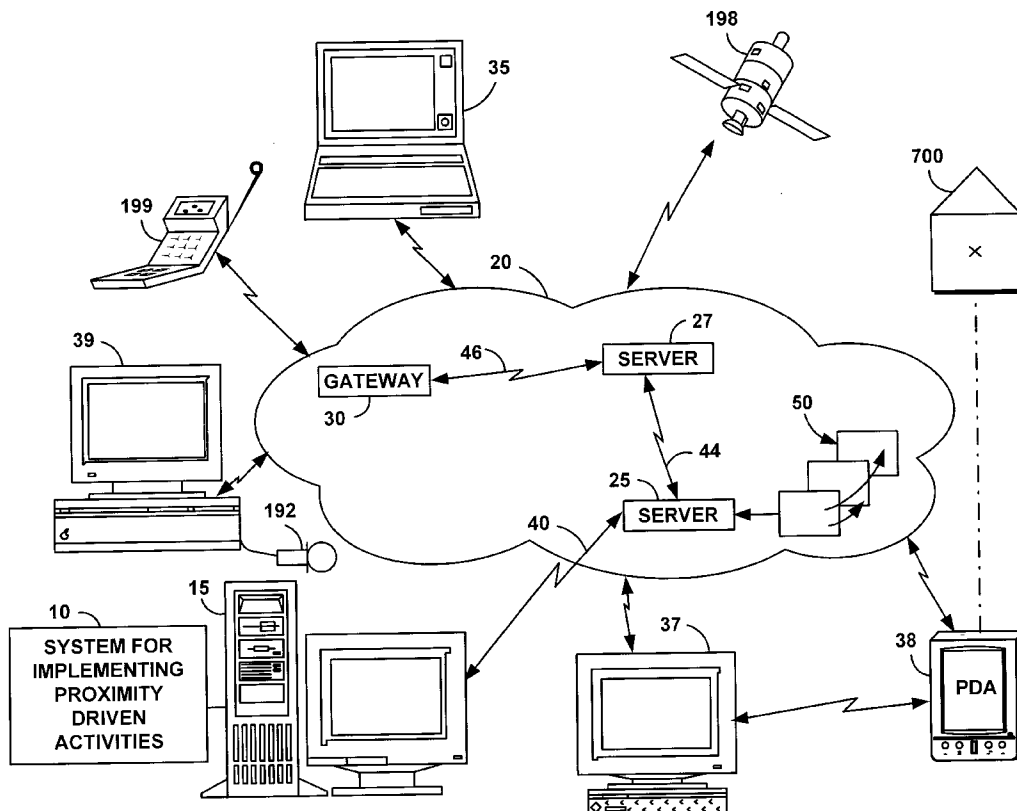 35
198
700
199
20
27
SERVER
46
39
GATEWAY
30
50
44
25
SERVER
40
192
15
10
SYSTEM FOR
IMPLEMENTING
PROXIMITY
DRIVEN
ACTIVITIES
37
38
PDA